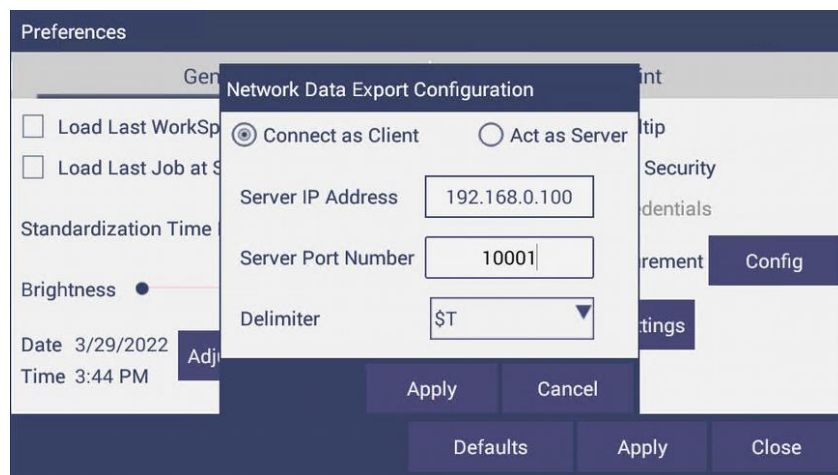 Preferences
Gen
int
Network Data Export Configuration
Load Last WorkSp
Connect as Client
Act as Server
ltip
Load Last Job at S
Security
Server IP Address
192.168.0.100
dentials
Standardization Time
Server Port Number
10001
rement
Config
Brightness
Delimiter
$T
ttings
Date 3/29/2022
Adj
Time 3:44 PM
Apply
Cancel
Defaults
Apply
Close